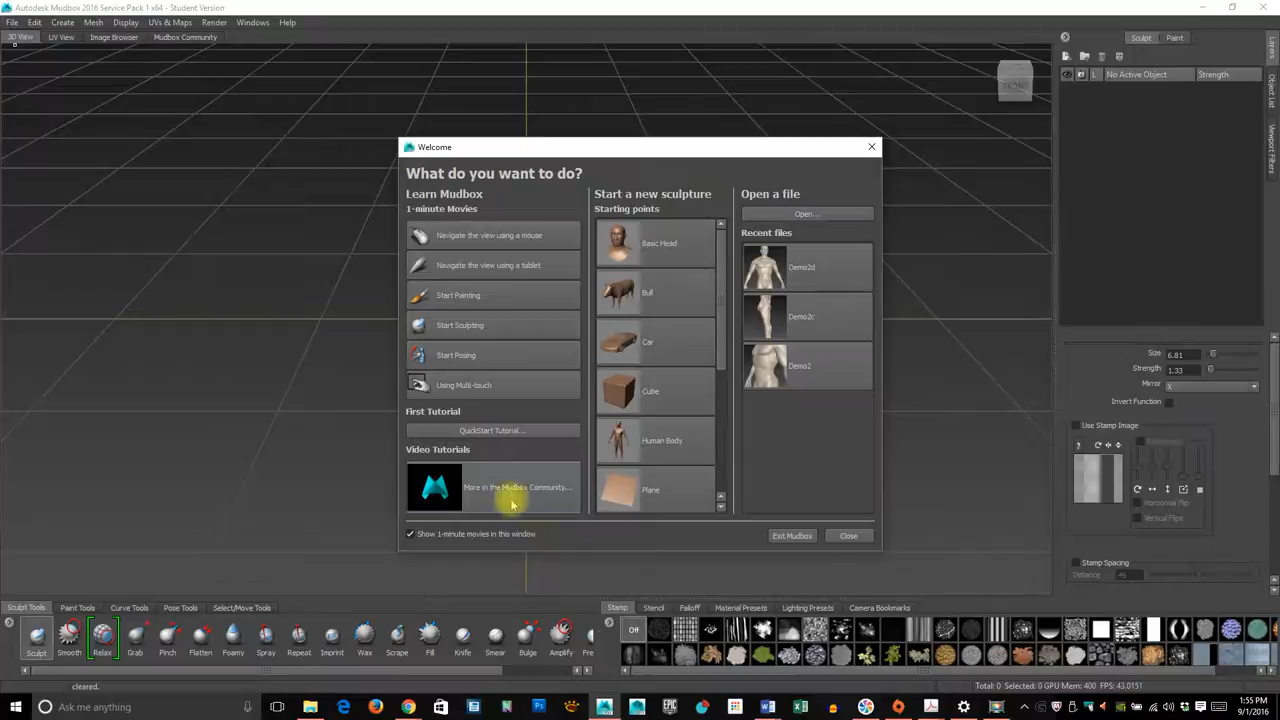 Autodesk Mudbox 2016 Service Pack 1 x64 - Student Version
File Edit Create Mesh Display UVs & Maps Render Windows Help
3D View UV View Image Browser Mudbox Community
Sculpt Paint
Layers
Object List
Viewport Filters
L No Active Object Strength
FRONT
Welcome
What do you want to do?
Learn Mudbox
1-minute Movies
Navigate the view using a mouse
Navigate the view using a tablet
Start Painting
Start Sculpting
Start Posing
Using Multi-touch
First Tutorial
QuickStart Tutorial...
Video Tutorials
More in the Mudbox Community...
Show 1-minute movies in this window
Start a new sculpture
Starting points
Basic Head
Bull
Car
Cube
Human Body
Plane
Open a file
Open...
Recent files
Demo2d
Demo2c
Demo2
Exit Mudbox Close
Size 6.81
Strength 1.33
Mirror X
Invert Function
Use Stamp Image
Horizontal Flip
Vertical Flips
Stamp Spacing
Distance
Sculpt Tools Paint Tools Curve Tools Pose Tools Select/Move Tools
Sculpt Smooth Relax Grab Pinch Flatten Foamy Spray Repeat Imprint Wax Scrape Fill Knife Smear Bulge Amplify Fre
Stamp Stencil Falloff Material Presets Lighting Presets Camera Bookmarks
Off
cleared.
Total: 0 Selected: 0 GPU Mem: 400 FPS: 43.0151
Ask me anything
1:55 PM
9/1/2016